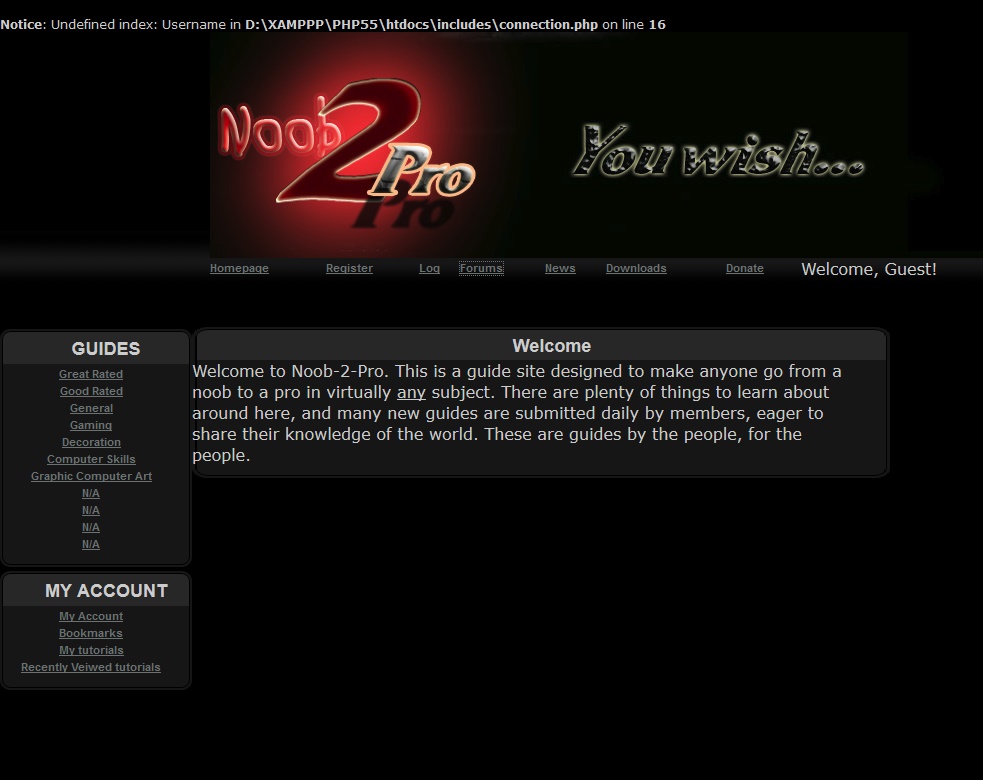 Notice: Undefined index: Username in D:\XAMPPP\PHP55\htdocs\includes\connection.php on line 16
Noob 2 Pro
Pro
You wish...
Homepage Register Log Forums News Downloads Donate Welcome, Guest!
GUIDES
Great Rated
Good Rated
General
Gaming
Decoration
Computer Skills
Graphic Computer Art
N/A
N/A
N/A
N/A
MY ACCOUNT
My Account
Bookmarks
My tutorials
Recently Veiwed tutorials
Welcome
Welcome to Noob-2-Pro. This is a guide site designed to make anyone go from a
noob to a pro in virtually any subject. There are plenty of things to learn about
around here, and many new guides are submitted daily by members, eager to
share their knowledge of the world. These are guides by the people, for the
people.